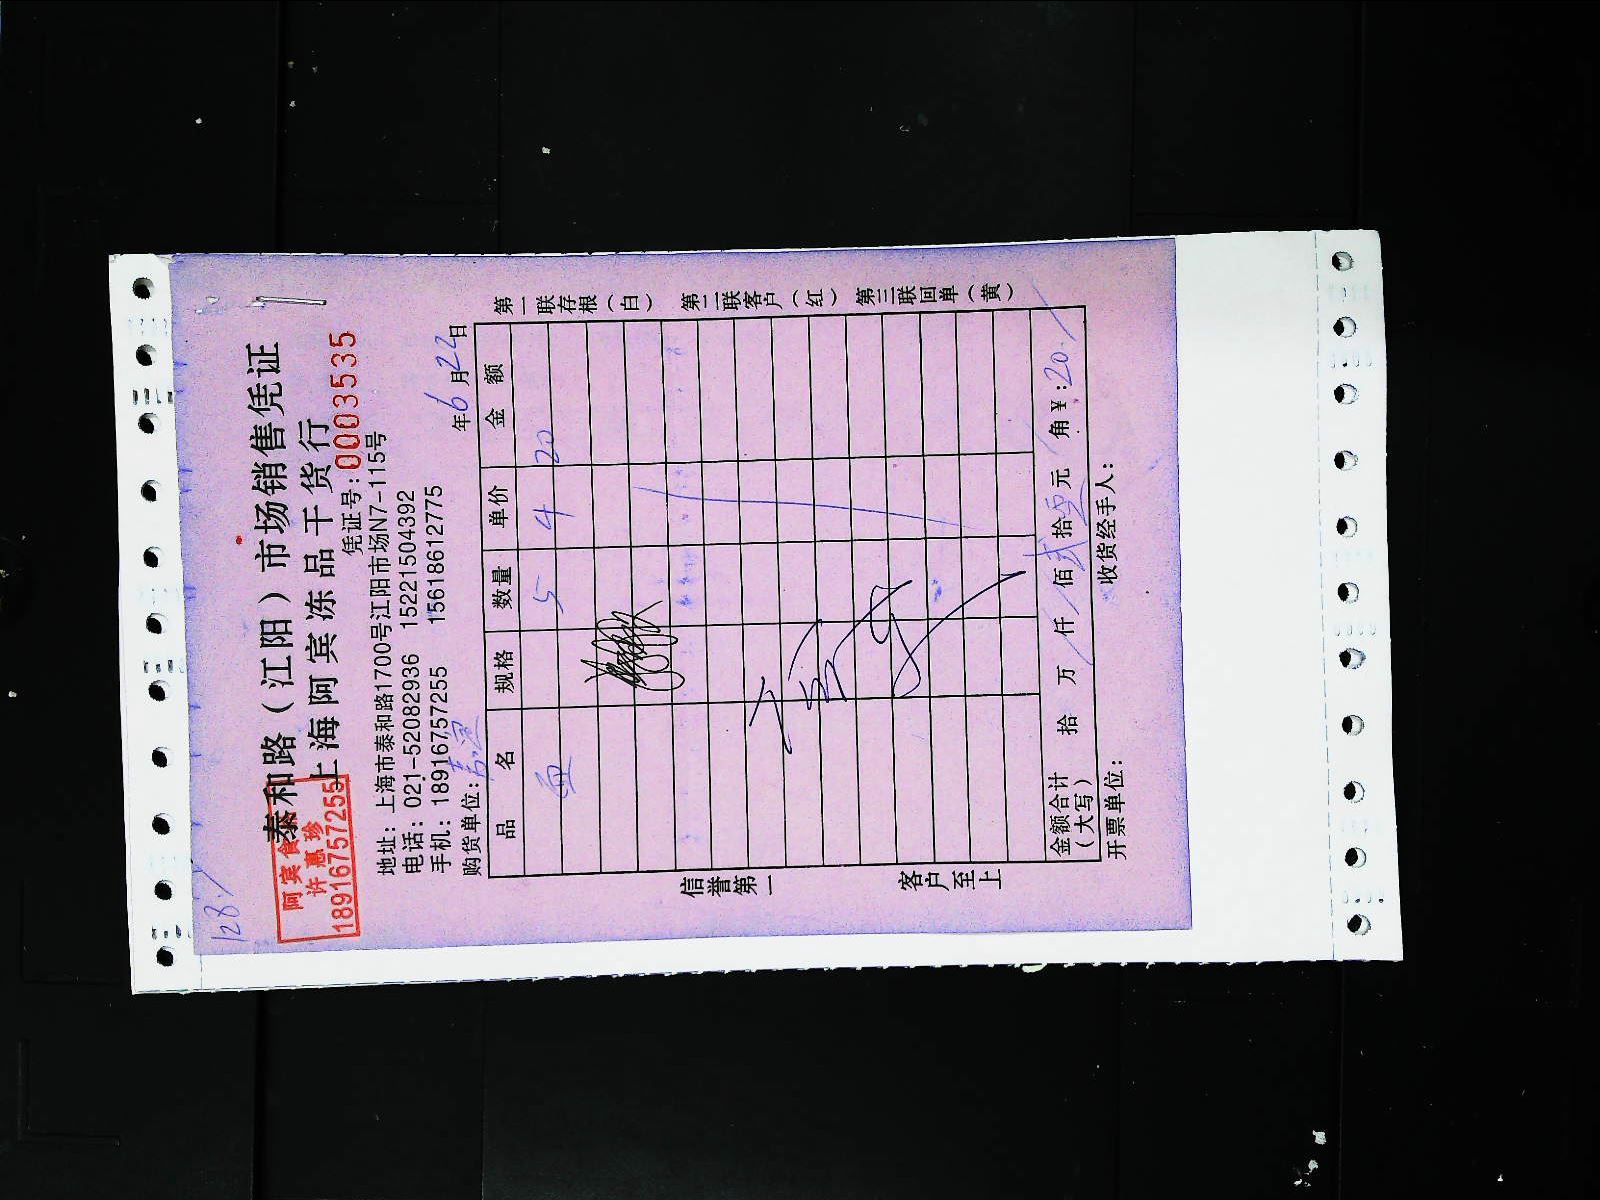 128./
泰和路（江阳）市场销售凭证
上海阿宾冻品干货行
阿宾食
许惠珍
18916757255
凭证号: 0003535
地址: 上海市泰和路1700号江阳市场N7-115号
电话: 021-52082936 15221504392
手机: 18916757255 15618612775
购货单位:
年6月22日
品名 规格 数量 单价 金额
5 4 20
第一联存根（白） 第二联客户（红） 第三联回单（黄）
信誉第一 客户至上
金额合计（大写） 拾 万 仟 佰 贰拾 元 角 ¥:20./
开票单位: 收货经手人: